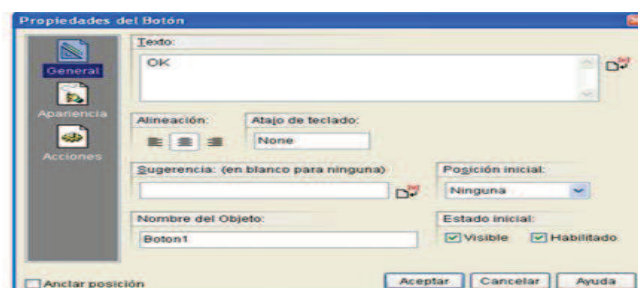 Propiedades del Botón
General
Apariencia
Acciones
Texto:
OK
Alineación:
Atajo de teclado:
None
Sugerencia: (en blanco para ninguna)
Posición inicial:
Ninguna
Nombre del Objeto:
Boton1
Estado inicial:
Visible
Habilitado
Anclar posición
Aceptar
Cancelar
Ayuda